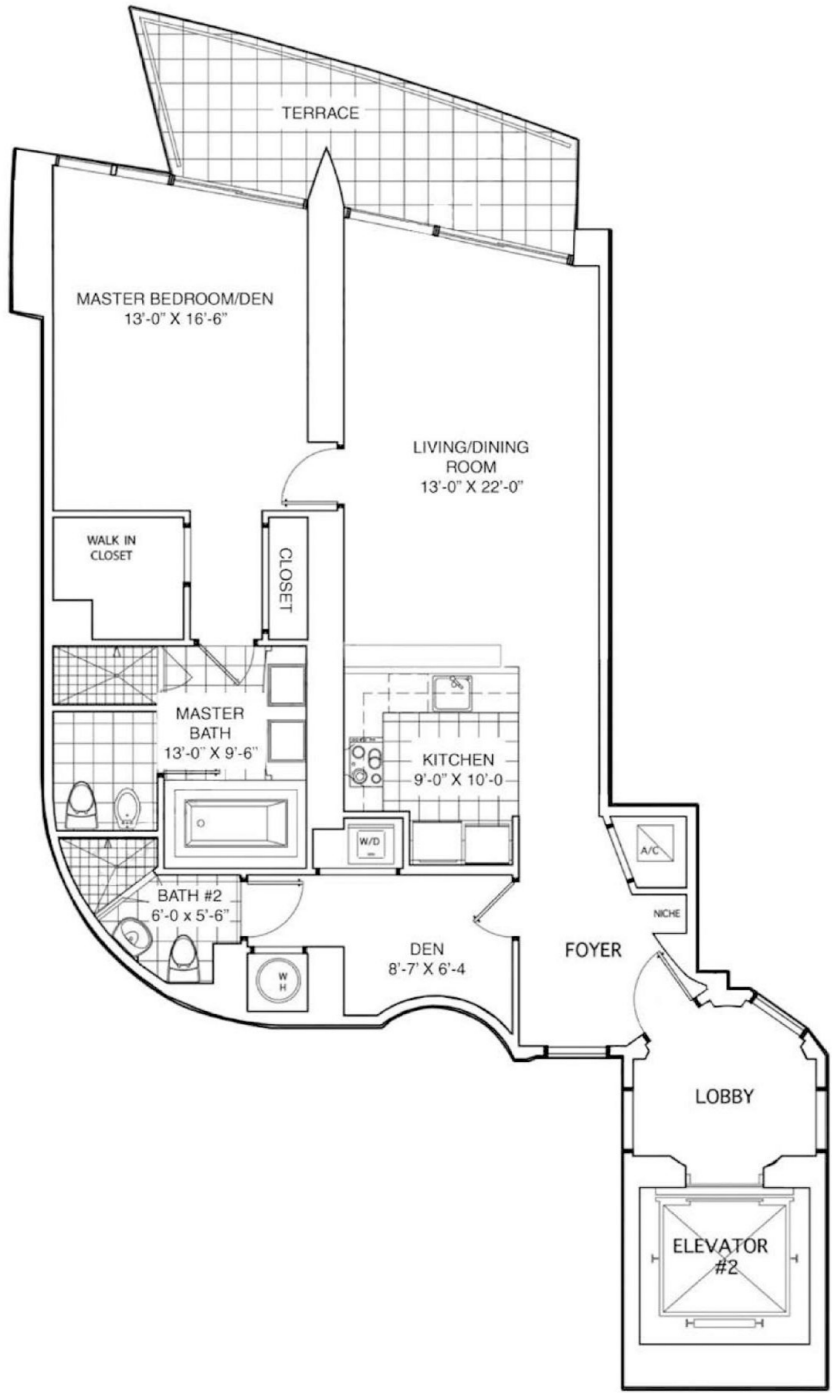 TERRACE
MASTER BEDROOM/DEN
13'-0" X 16'-6"
LIVING/DINING
ROOM
13'-0" X 22'-0"
WALK IN
CLOSET
CLOSET
MASTER
BATH
13'-0" X 9'-6"
KITCHEN
9'-0" X 10'-0
W/D
A/C
BATH #2
6'-0 x 5'-6"
NICHE
DEN
8'-7' X 6'-4
FOYER
W
H
LOBBY
ELEVATOR
#2